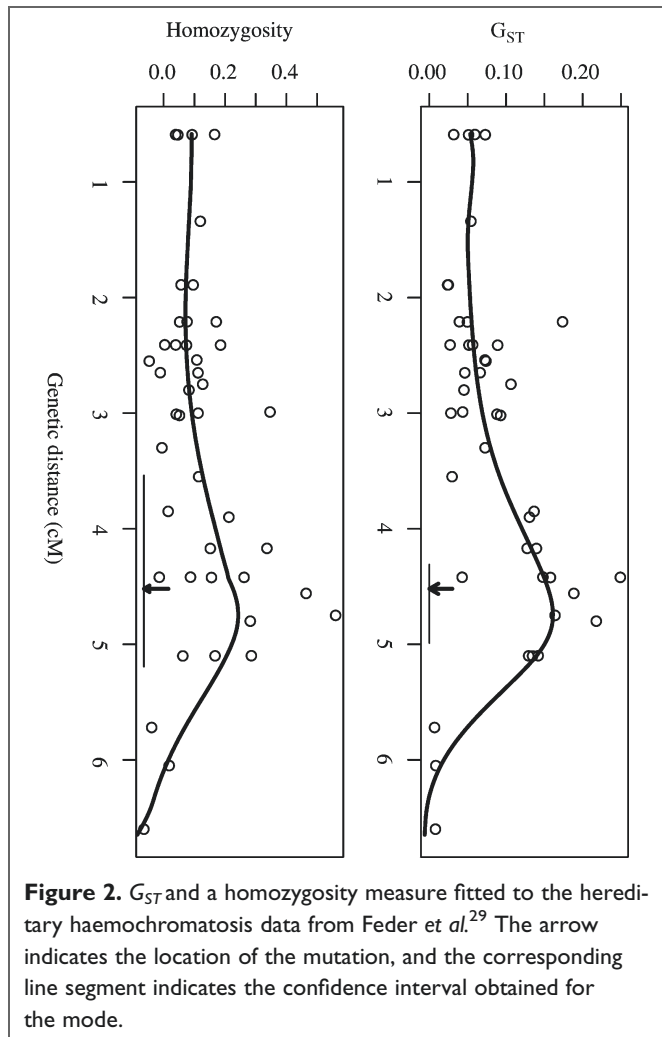 Homozygosity
0.0 0.2 0.4
G_ST
0.00 0.10 0.20
Genetic distance (cM)
1
2
3
4
5
6
1
2
3
4
5
6
Figure 2. G_ST and a homozygosity measure fitted to the heredi-
tary haemochromatosis data from Feder et al.29 The arrow
indicates the location of the mutation, and the corresponding
line segment indicates the confidence interval obtained for
the mode.